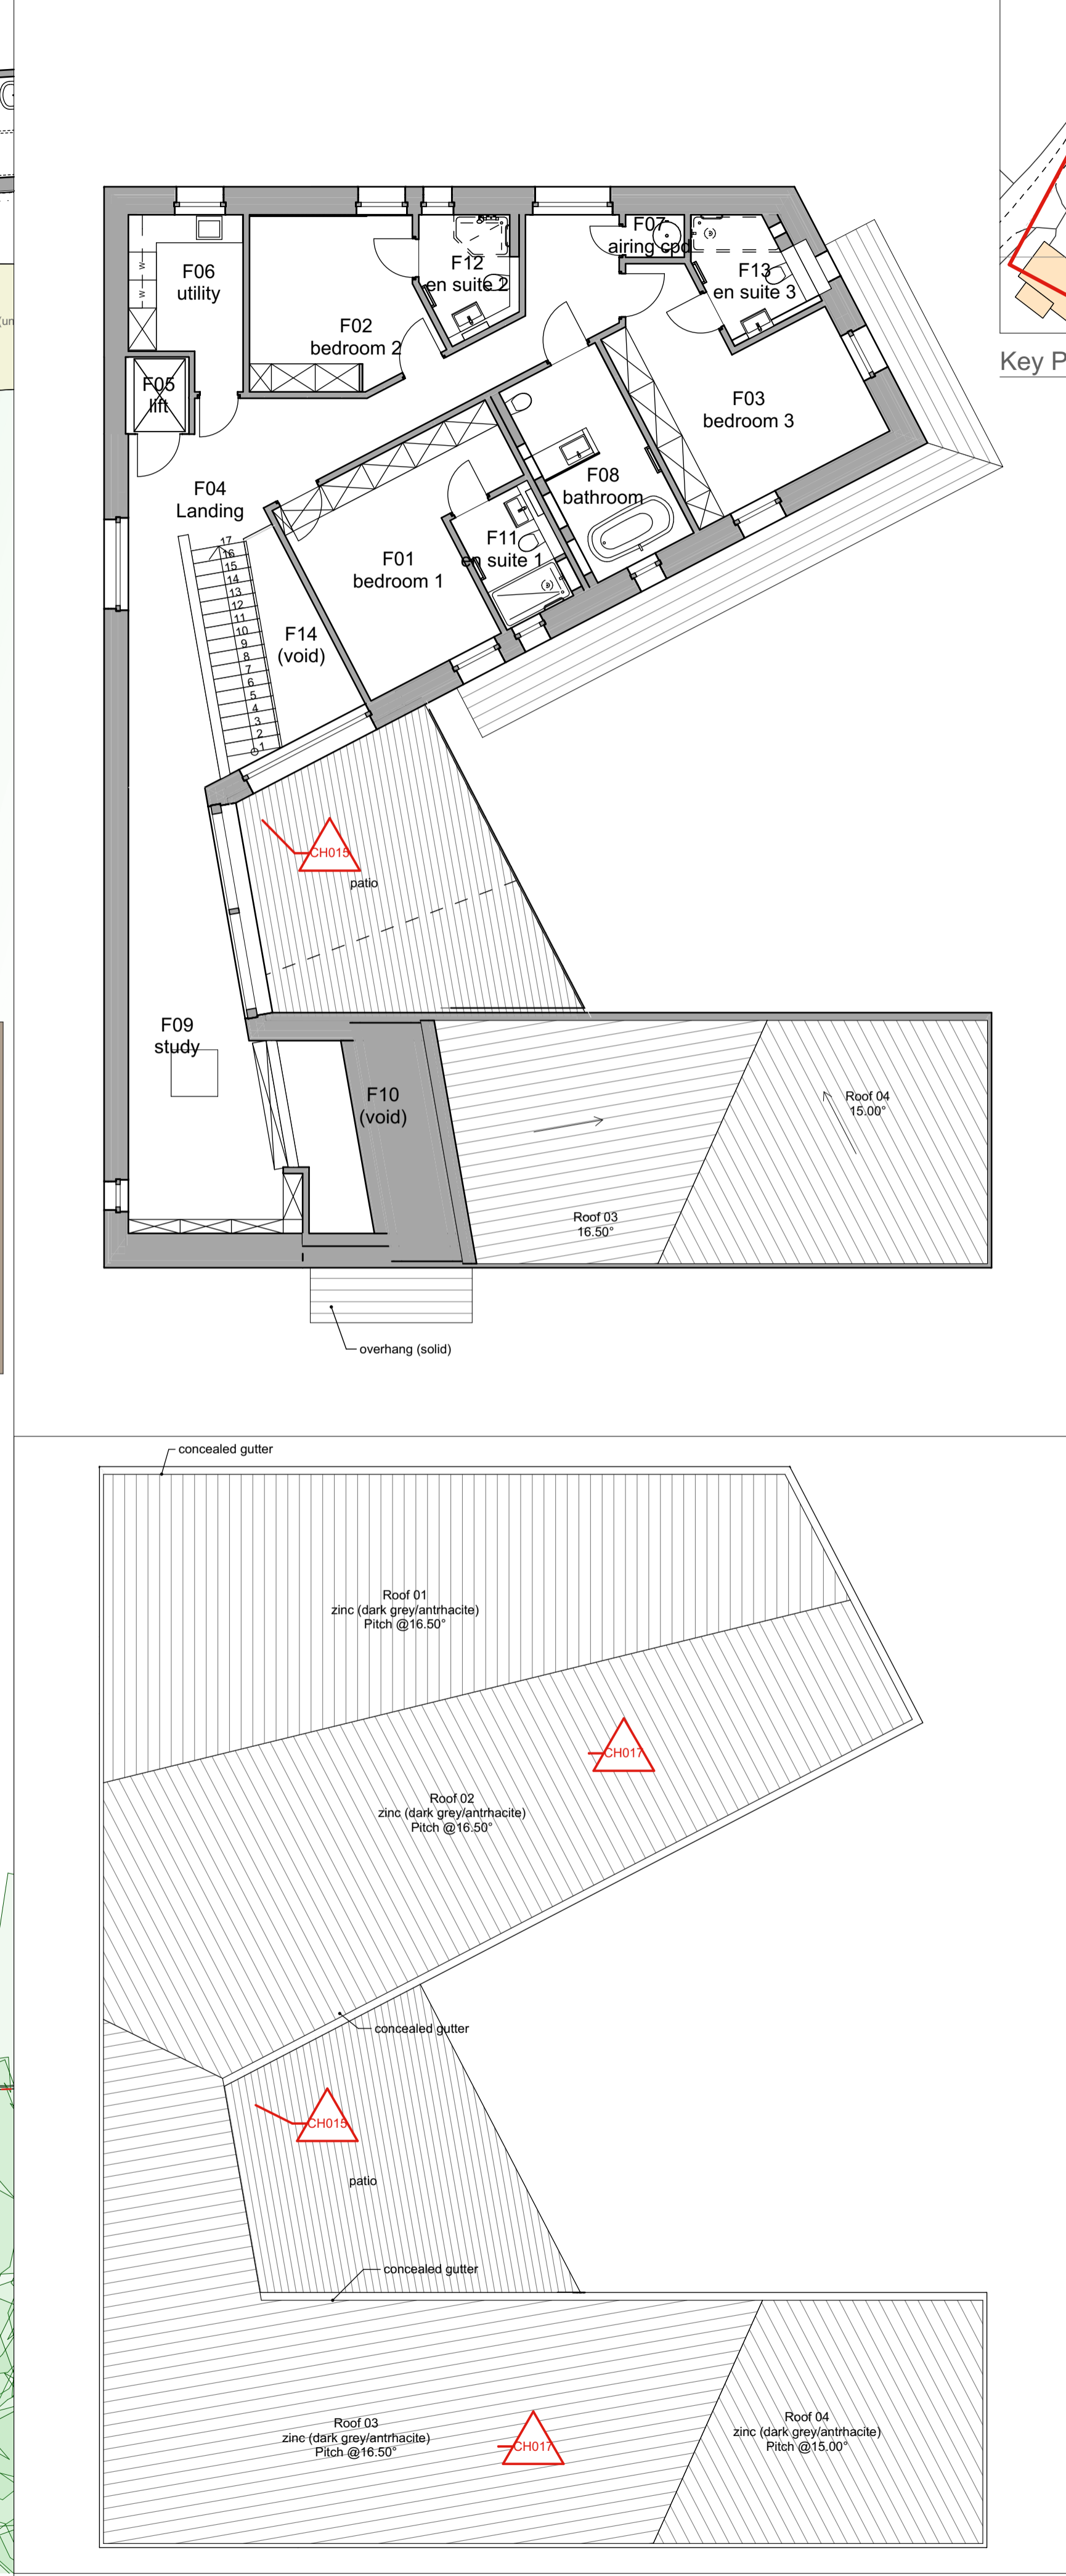 F07
airing cpd
F06
utility
F12
en suite 2
F13
en suite 3
W
W
F02
bedroom 2
Key P
F05
lift
F03
bedroom 3
F04
Landing
F08
bathroom
F01
bedroom 1
F11
en suite 1
17
16
15
14
13
12
11
10
9
8
7
6
5
4
3
2
1
F14
(void)
CH015
patio
F09
study
F10
(void)
Roof 04
15.00°
Roof 03
16.50°
overhang (solid)
concealed gutter
Roof 01
zinc (dark grey/antrhacite)
Pitch @16.50°
CH017
Roof 02
zinc (dark grey/antrhacite)
Pitch @16.50°
concealed gutter
CH015
patio
concealed gutter
Roof 03
zinc (dark grey/antrhacite)
Pitch @16.50°
CH017
Roof 04
zinc (dark grey/antrhacite)
Pitch @15.00°